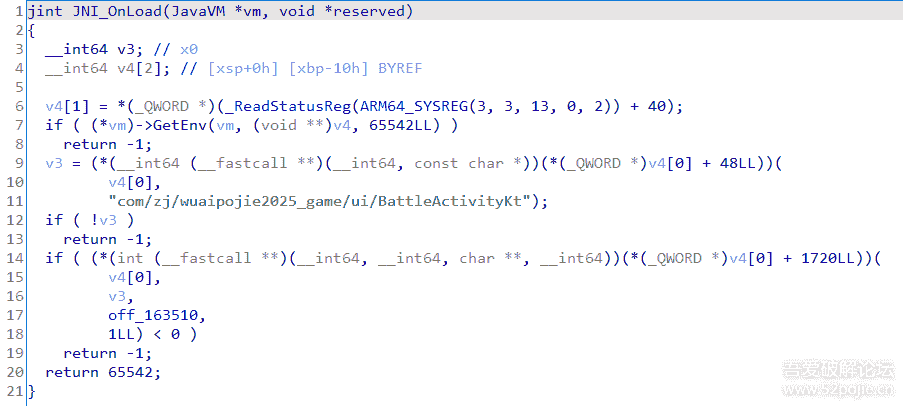 1 jint JNI_OnLoad(JavaVM *vm, void *reserved)
2 {
3   __int64 v3; // x0
4   __int64 v4[2]; // [xsp+0h] [xbp-10h] BYREF
5
6   v4[1] = *(_QWORD *)(_ReadStatusReg(ARM64_SYSREG(3, 3, 13, 0, 2)) + 40);
7   if ( (*vm)->GetEnv(vm, (void **)v4, 65542LL) )
8     return -1;
9   v3 = (*(__int64 (__fastcall **)(__int64, const char *))(*(_QWORD *)v4[0] + 48LL))(
10         v4[0],
11         "com/zj/wuaipojie2025_game/ui/BattleActivityKt");
12   if ( !v3 )
13     return -1;
14   if ( (*(int (__fastcall **)(__int64, __int64, char **, __int64))(*(_QWORD *)v4[0] + 1720LL))(
15         v4[0],
16         v3,
17         off_163510,
18         1LL) < 0 )
19     return -1;
20   return 65542;
21 }
吾爱破解论坛
www.52pojie.cn